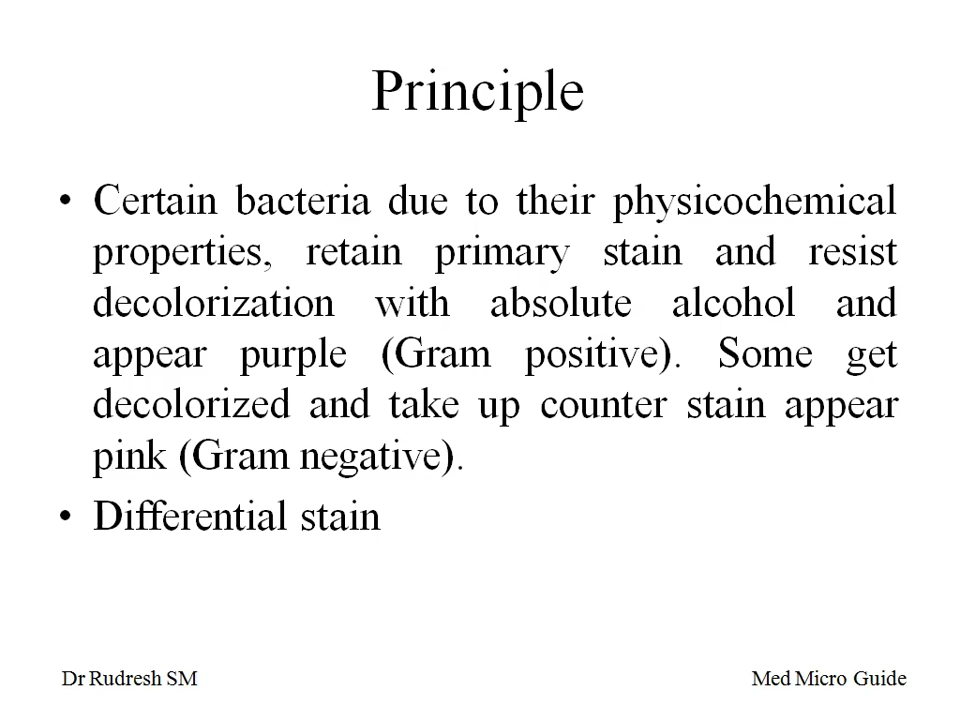 Principle
• Certain bacteria due to their physicochemical
properties, retain primary stain and resist
decolorization with absolute alcohol and
appear purple (Gram positive). Some get
decolorized and take up counter stain appear
pink (Gram negative).
• Differential stain
Dr Rudresh SM
Med Micro Guide